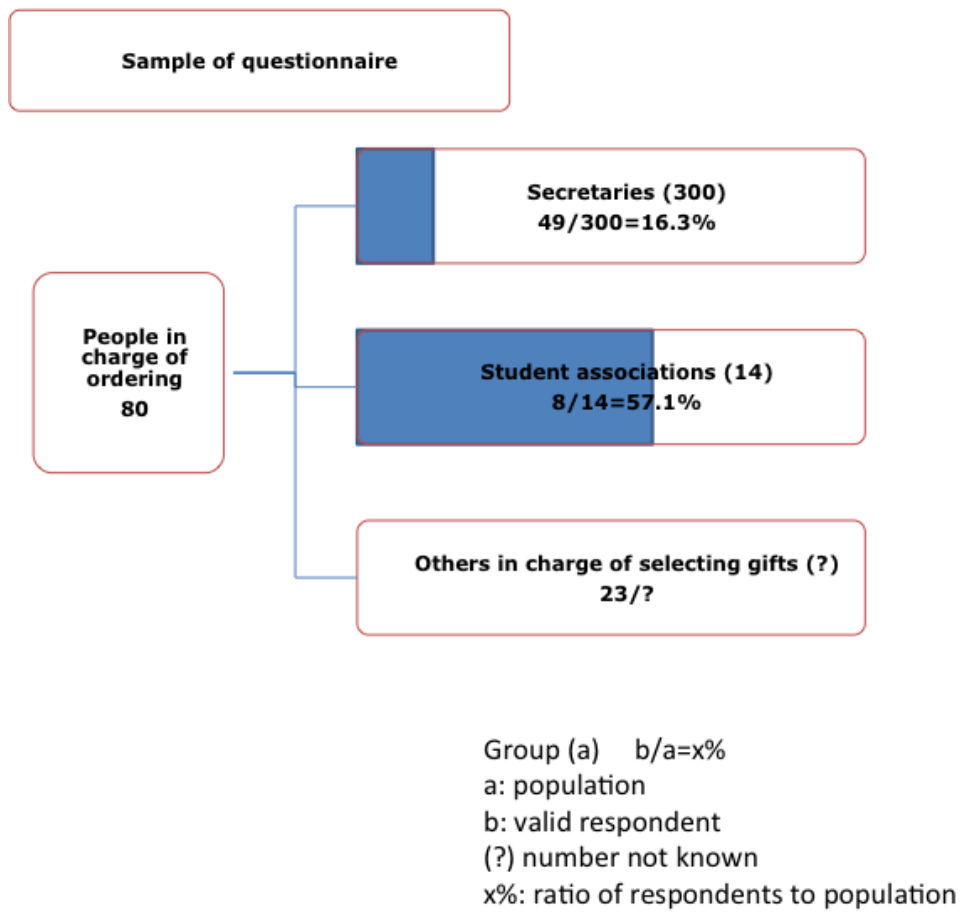 Sample of questionnaire
Secretaries (300)
49/300=16.3%
People in
charge of
ordering
80
Student associations (14)
8/14=57.1%
Others in charge of selecting gifts (?)
23/?
Group (a) b/a=x%
a: population
b: valid respondent
(?) number not known
x%: ratio of respondents to population